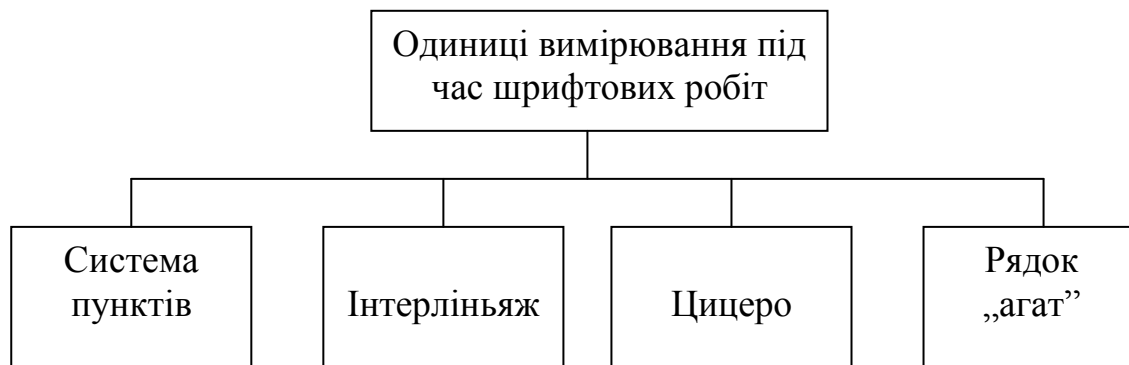 Одиниці вимірювання під
час шрифтових робіт
Система
пунктів
Інтерліньяж
Цицеро
Рядок
„агат”